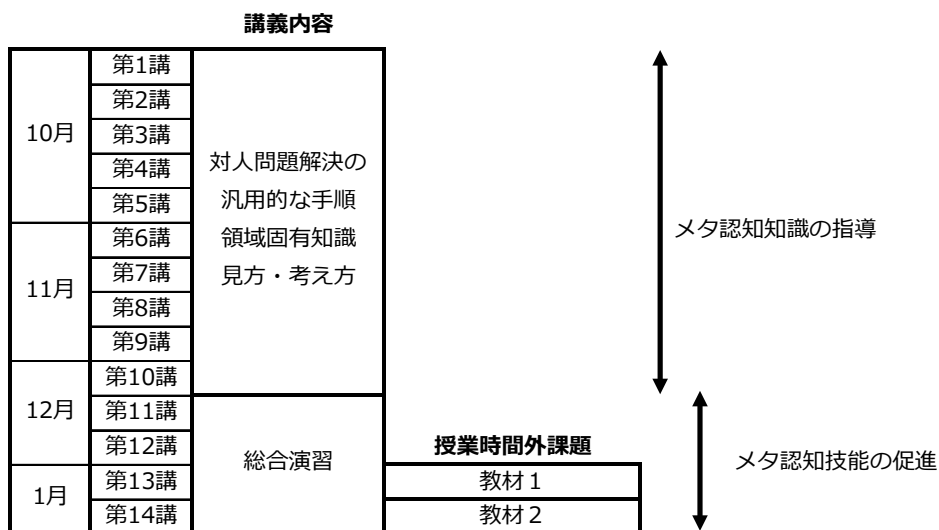 講義内容
10月
第1講
第2講
第3講
第4講
第5講
11月
第6講
第7講
第8講
第9講
12月
第10講
第11講
第12講
1月
第13講
第14講
対人問題解決の
汎用的な手順
領域固有知識
見方・考え方
総合演習
授業時間外課題
教材１
教材２
メタ認知知識の指導
メタ認知技能の促進